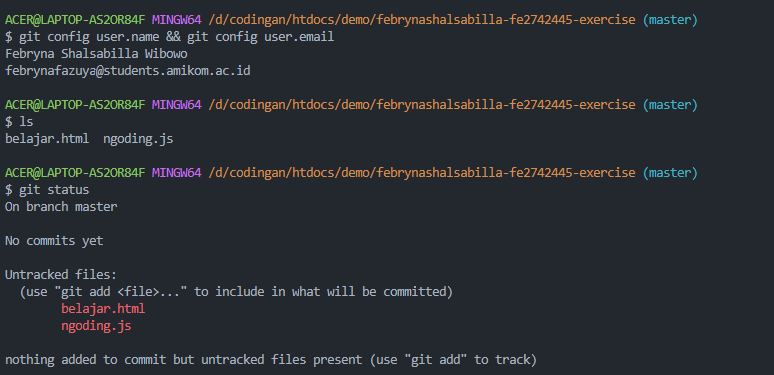 ACER@LAPTOP-AS2OR84F MINGW64 /d/codingan/htdocs/demo/febrynashalsabilla-fe2742445-exercise (master)
$ git config user.name && git config user.email
Febryna Shalsabilla Wibowo
febrynafazuya@students.amikom.ac.id
ACER@LAPTOP-AS2OR84F MINGW64 /d/codingan/htdocs/demo/febrynashalsabilla-fe2742445-exercise (master)
$ ls
belajar.html  ngoding.js
ACER@LAPTOP-AS2OR84F MINGW64 /d/codingan/htdocs/demo/febrynashalsabilla-fe2742445-exercise (master)
$ git status
On branch master
No commits yet
Untracked files:
  (use "git add <file>..." to include in what will be committed)
        belajar.html
        ngoding.js
nothing added to commit but untracked files present (use "git add" to track)